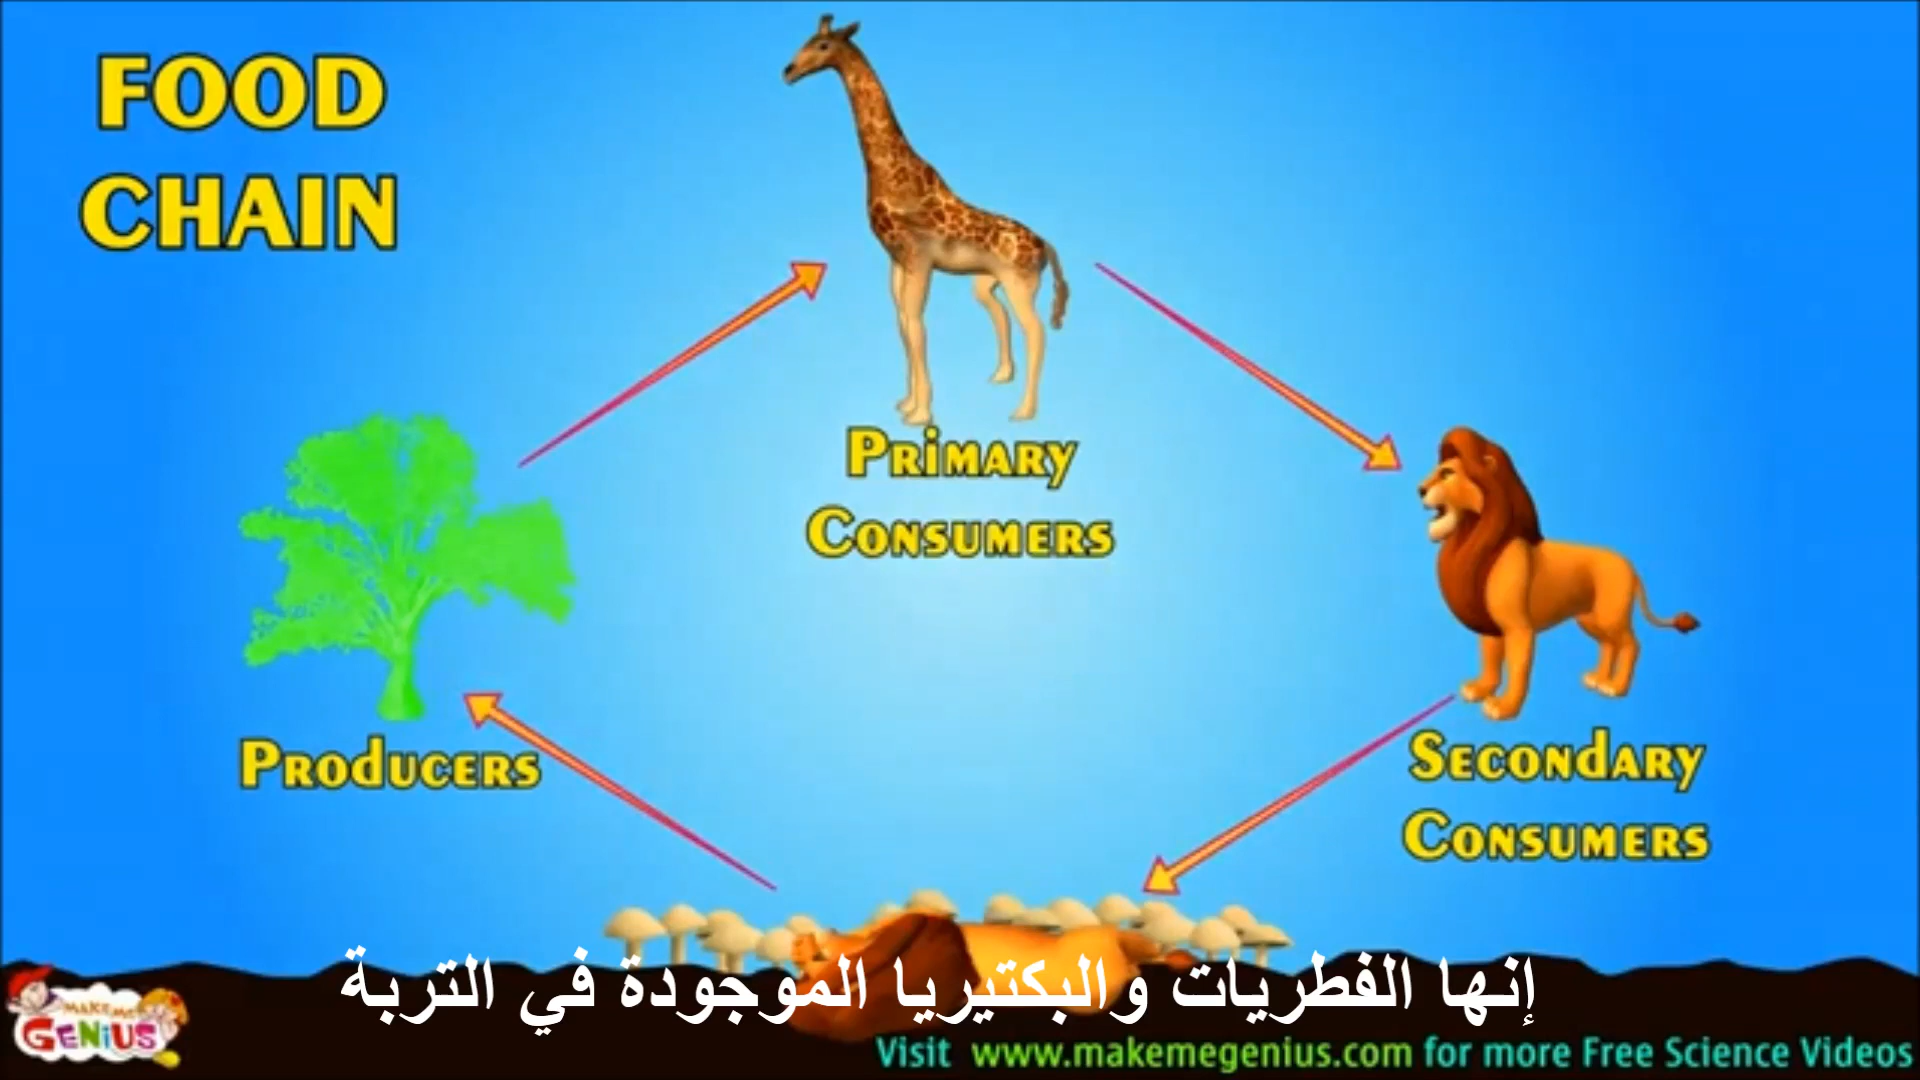 FOOD
CHAIN
PRIMARY
CONSUMERS
PRODUCERS
SECONDARY
CONSUMERS
إنها الفطريات والبكتيريا الموجودة في التربة
MAKEME
GENIUS
Visit www.makemegenius.com for more Free Science Videos